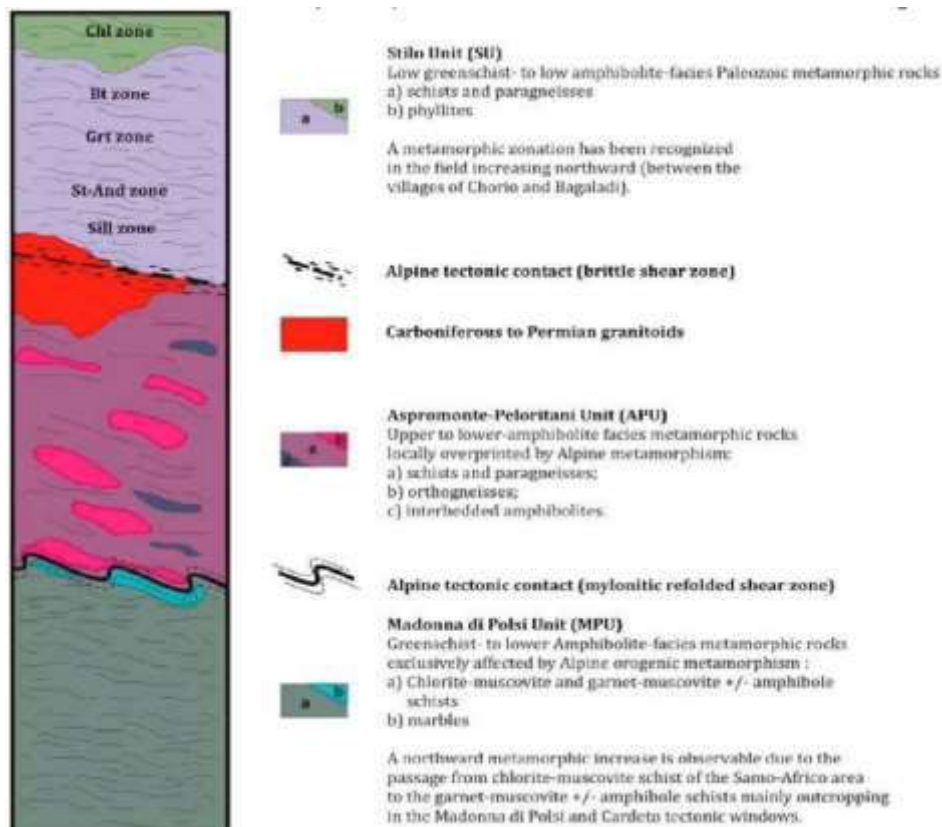 Chl zone
Bt zone
Grt zone
St-And zone
Sill zone
Stilo Unit (SU)
Low greenschist- to low amphibolite-facies Paleozoic metamorphic rocks
a) schists and paragneisses
b) phyllites
a
b
A metamorphic zonation has been recognized
in the field increasing northward (between the
villages of Chorio and Bagaladi).
Alpine tectonic contact (brittle shear zone)
Carboniferous to Permian granitoids
Aspromonte-Peloritani Unit (APU)
Upper to lower-amphibolite facies metamorphic rocks
locally overprinted by Alpine metamorphism:
a) schists and paragneisses;
b) orthogneisses;
c) interbedded amphibolites.
a
Alpine tectonic contact (mylonitic refolded shear zone)
Madonna di Polsi Unit (MPU)
Greenschist- to lower Amphibolite-facies metamorphic rocks
exclusively affected by Alpine orogenic metamorphism :
a) Chlorite-muscovite and garnet-muscovite +/- amphibole
schists
b) marbles
a
b
A northward metamorphic increase is observable due to the
passage from chlorite-muscovite schist of the Samo-Africo area
to the garnet-muscovite +/- amphibole schists mainly outcropping
in the Madonna di Polsi and Cardeto tectonic windows.